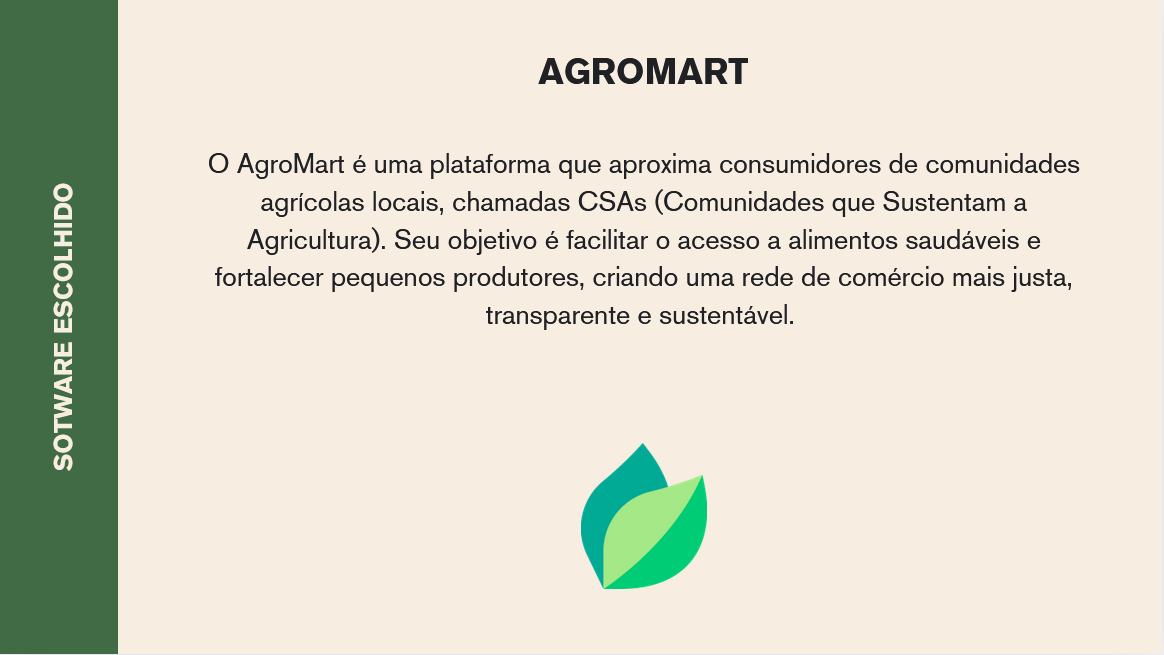 SOTWARE ESCOLHIDO
AGROMART
O AgroMart é uma plataforma que aproxima consumidores de comunidades
agrícolas locais, chamadas CSAs (Comunidades que Sustentam a
Agricultura). Seu objetivo é facilitar o acesso a alimentos saudáveis e
fortalecer pequenos produtores, criando uma rede de comércio mais justa,
transparente e sustentável.